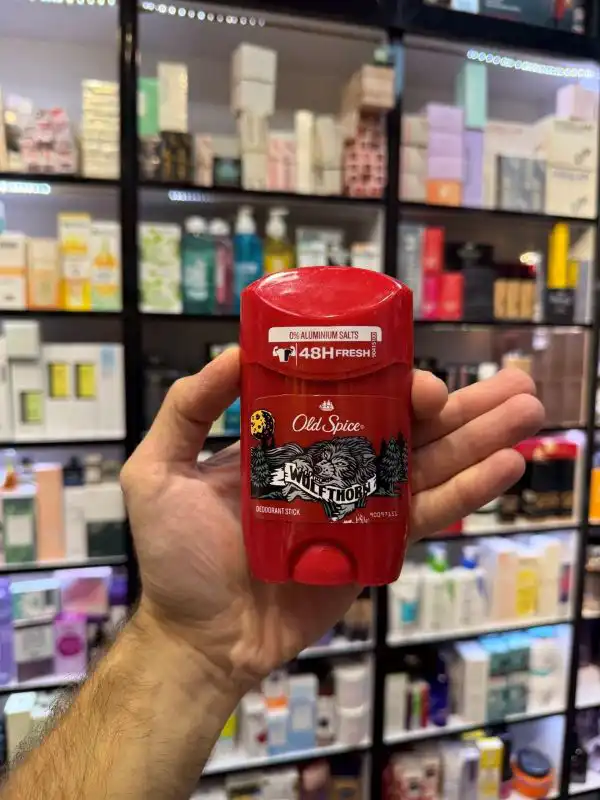 0% ALUMINIUM SALTS
48H FRESH
Old Spice
WOLFTHORN
DEODORANT STICK